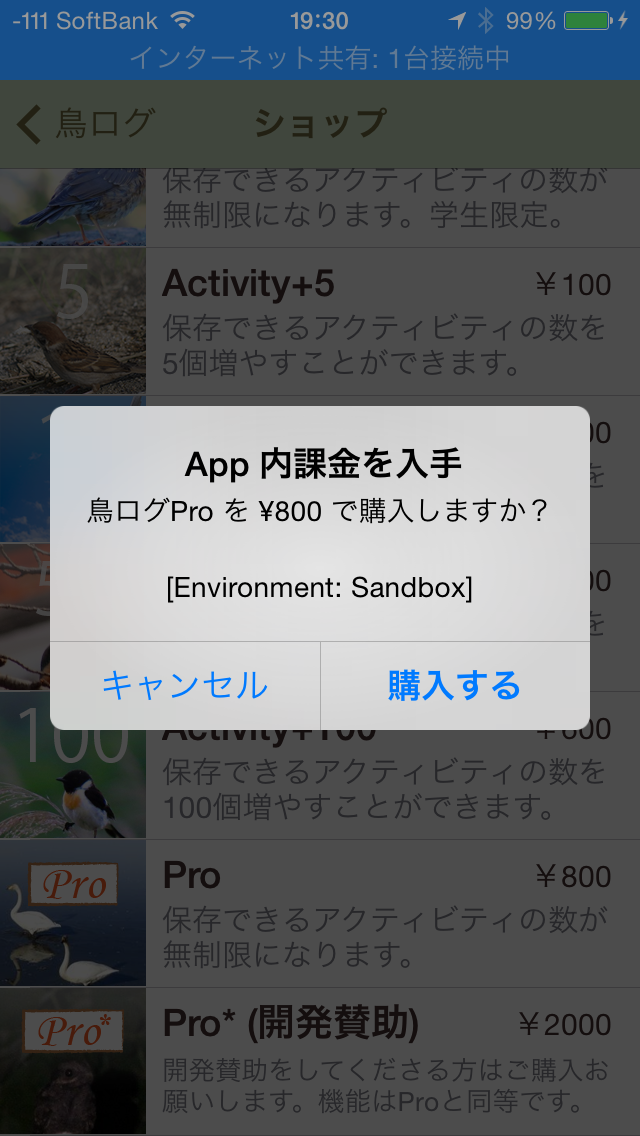 -111 SoftBank 19:30 99%
インターネット共有: 1台接続中
鳥ログ ショップ
保存できるアクティビティの数が
無制限になります。学生限定。
5
Activity+5 ¥100
保存できるアクティビティの数を
5個増やすことができます。
App 内課金を入手
鳥ログPro を ¥800 で購入しますか？
[Environment: Sandbox]
キャンセル 購入する
100
Activity+100 ¥600
保存できるアクティビティの数を
100個増やすことができます。
Pro
Pro ¥800
保存できるアクティビティの数が
無制限になります。
Pro*
Pro* (開発賛助) ¥2000
開発賛助をしてくださる方はご購入お
願いします。機能はProと同等です。